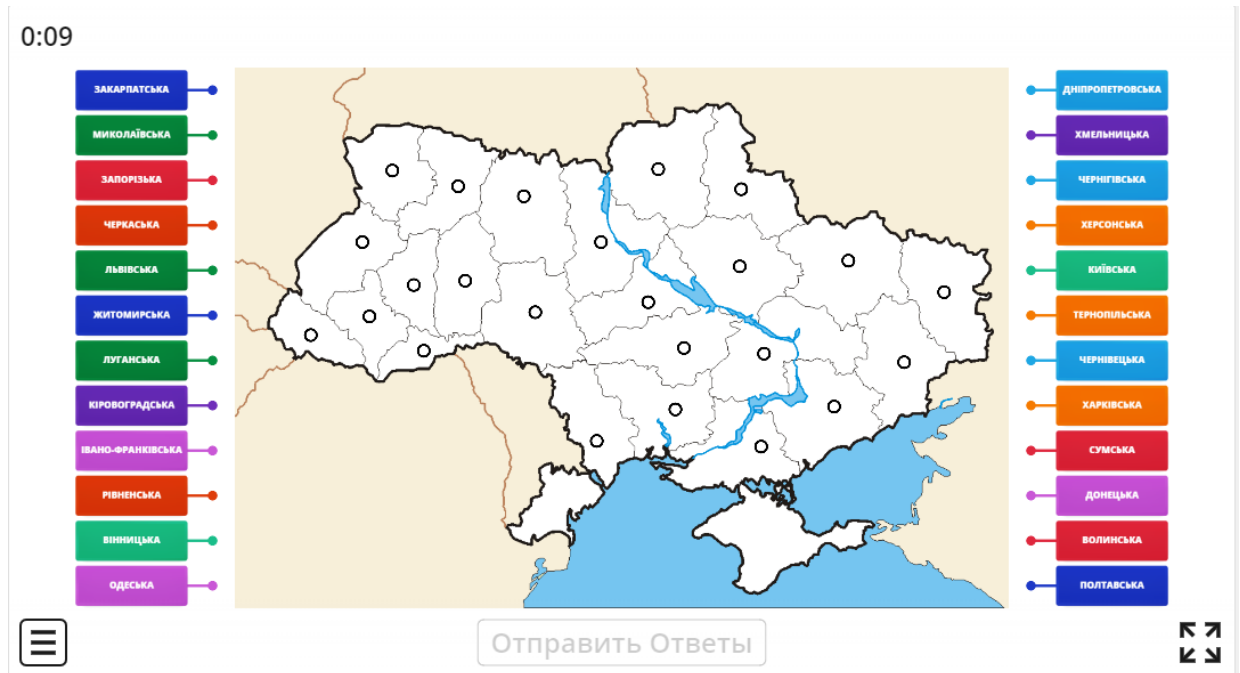 0:09
ЗАКАРПАТСЬКА
МИКОЛАЇВСЬКА
ЗАПОРІЗЬКА
ЧЕРКАСЬКА
ЛЬВІВСЬКА
ЖИТОМИРСЬКА
ЛУГАНСЬКА
КІРОВОГРАДСЬКА
ІВАНО-ФРАНКІВСЬКА
РІВНЕНСЬКА
ВІННИЦЬКА
ОДЕСЬКА
ДНІПРОПЕТРОВСЬКА
ХМЕЛЬНИЦЬКА
ЧЕРНІГІВСЬКА
ХЕРСОНСЬКА
КИЇВСЬКА
ТЕРНОПІЛЬСЬКА
ЧЕРНІВЕЦЬКА
ХАРКІВСЬКА
СУМСЬКА
ДОНЕЦЬКА
ВОЛИНСЬКА
ПОЛТАВСЬКА
Отправить Ответы